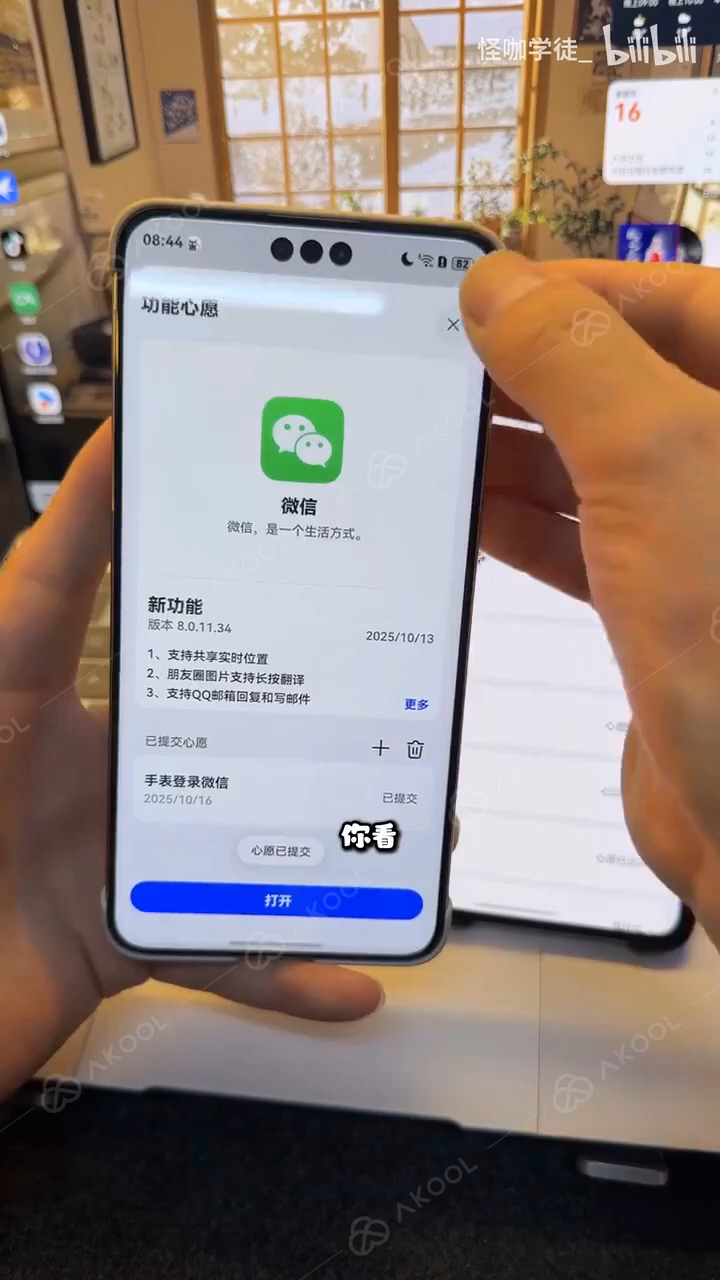 怪咖学徒_ bilibili
16
08:44
82
功能心愿
微信
微信，是一个生活方式。
新功能
版本 8.0.11.34
2025/10/13
1、支持共享实时位置
2、朋友圈图片支持长按翻译
3、支持QQ邮箱回复和写邮件
更多
已提交心愿
手表登录微信
2025/10/16
已提交
你看
心愿已提交
打开
AKOOL
AKOOL
AKOOL
AKOOL
AKOOL